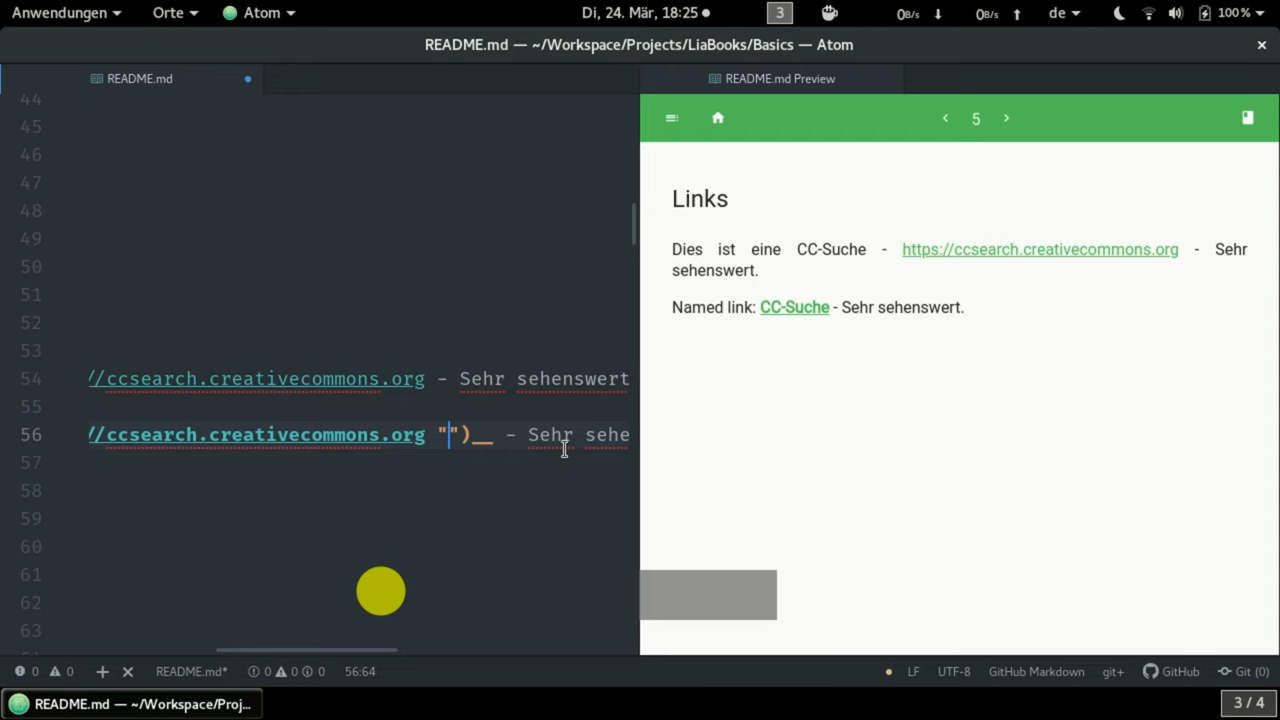 Anwendungen Orte Atom Di, 24. Mär, 18:25 3 0B/s 0B/s de 100%
README.md — ~/Workspace/Projects/LiaBooks/Basics — Atom ×
README.md README.md Preview
44
45
46
47
48
49
50
51
52
53
54 //ccsearch.creativecommons.org - Sehr sehenswert
55
56 //ccsearch.creativecommons.org "")__ - Sehr sehe
57
58
59
60
61
62
63
5
Links
Dies ist eine CC-Suche - https://ccsearch.creativecommons.org - Sehr
sehenswert.
Named link: CC-Suche - Sehr sehenswert.
0 0 + × README.md* 0 0 0 56:64 LF UTF-8 GitHub Markdown git+ GitHub Git (0)
README.md — ~/Workspace/Proj... 3 / 4